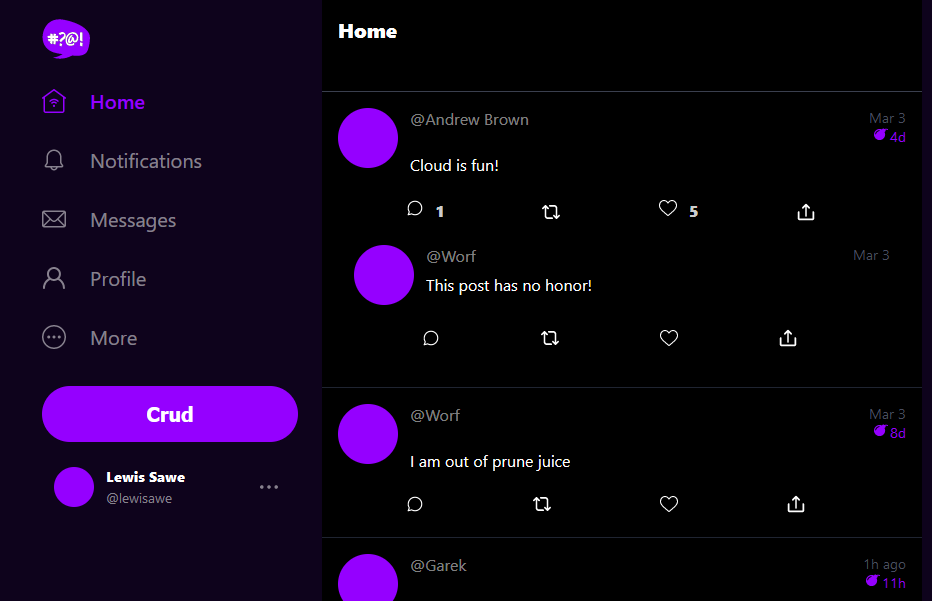 #?@!
Home
Notifications
Messages
Profile
More
Crud
Lewis Sawe
@lewisawe
Home
@Andrew Brown
Mar 3
4d
Cloud is fun!
1
5
@Worf
Mar 3
This post has no honor!
@Worf
Mar 3
8d
I am out of prune juice
@Garek
1h ago
11h